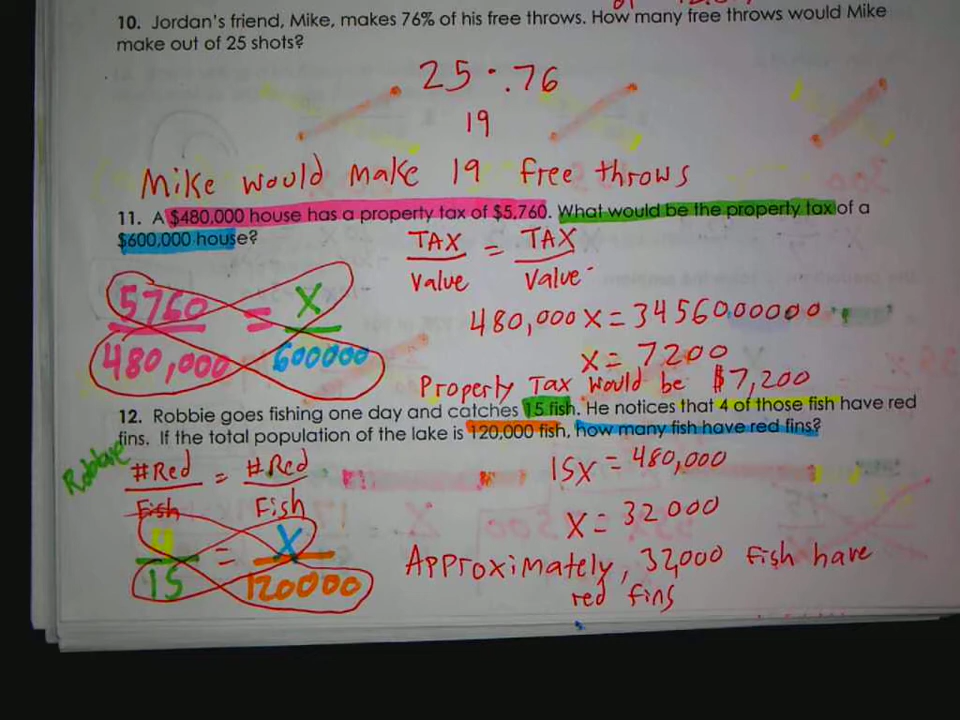 10. Jordan's friend, Mike, makes 76% of his free throws. How many free throws would Mike
make out of 25 shots?
25 · .76
19
Mike would make 19 free throws
11. A $480,000 house has a property tax of $5,760. What would be the property tax of a
$600,000 house?
TAX = TAX
Value Value
5760 = X
480,000 600000
480,000X = 3456000000
X = 7200
Property Tax would be $7,200
12. Robbie goes fishing one day and catches 15 fish. He notices that 4 of those fish have red
fins. If the total population of the lake is 120,000 fish, how many fish have red fins?
#Red = #Red
Fish Fish
4 = X
15 120000
15X = 480,000
X = 32000
Approximately, 32,000 fish have
red fins